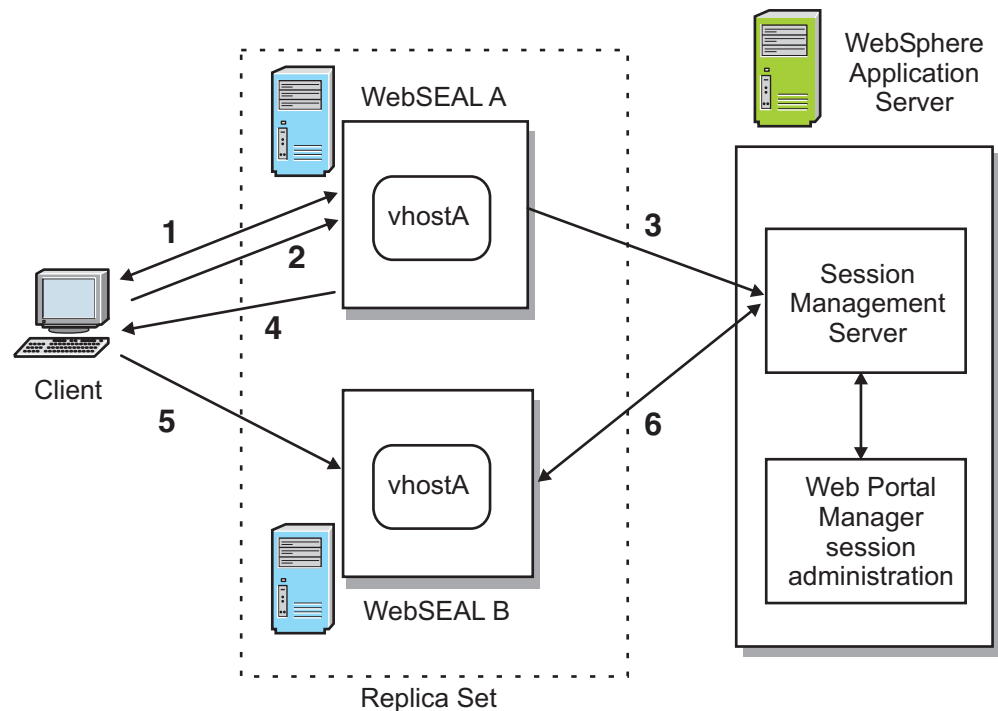 WebSEAL A
WebSphere
Application
Server
vhostA
1
2
3
Session
Management
Server
4
Client
5
6
vhostA
Web Portal
Manager
session
administration
WebSEAL B
Replica Set